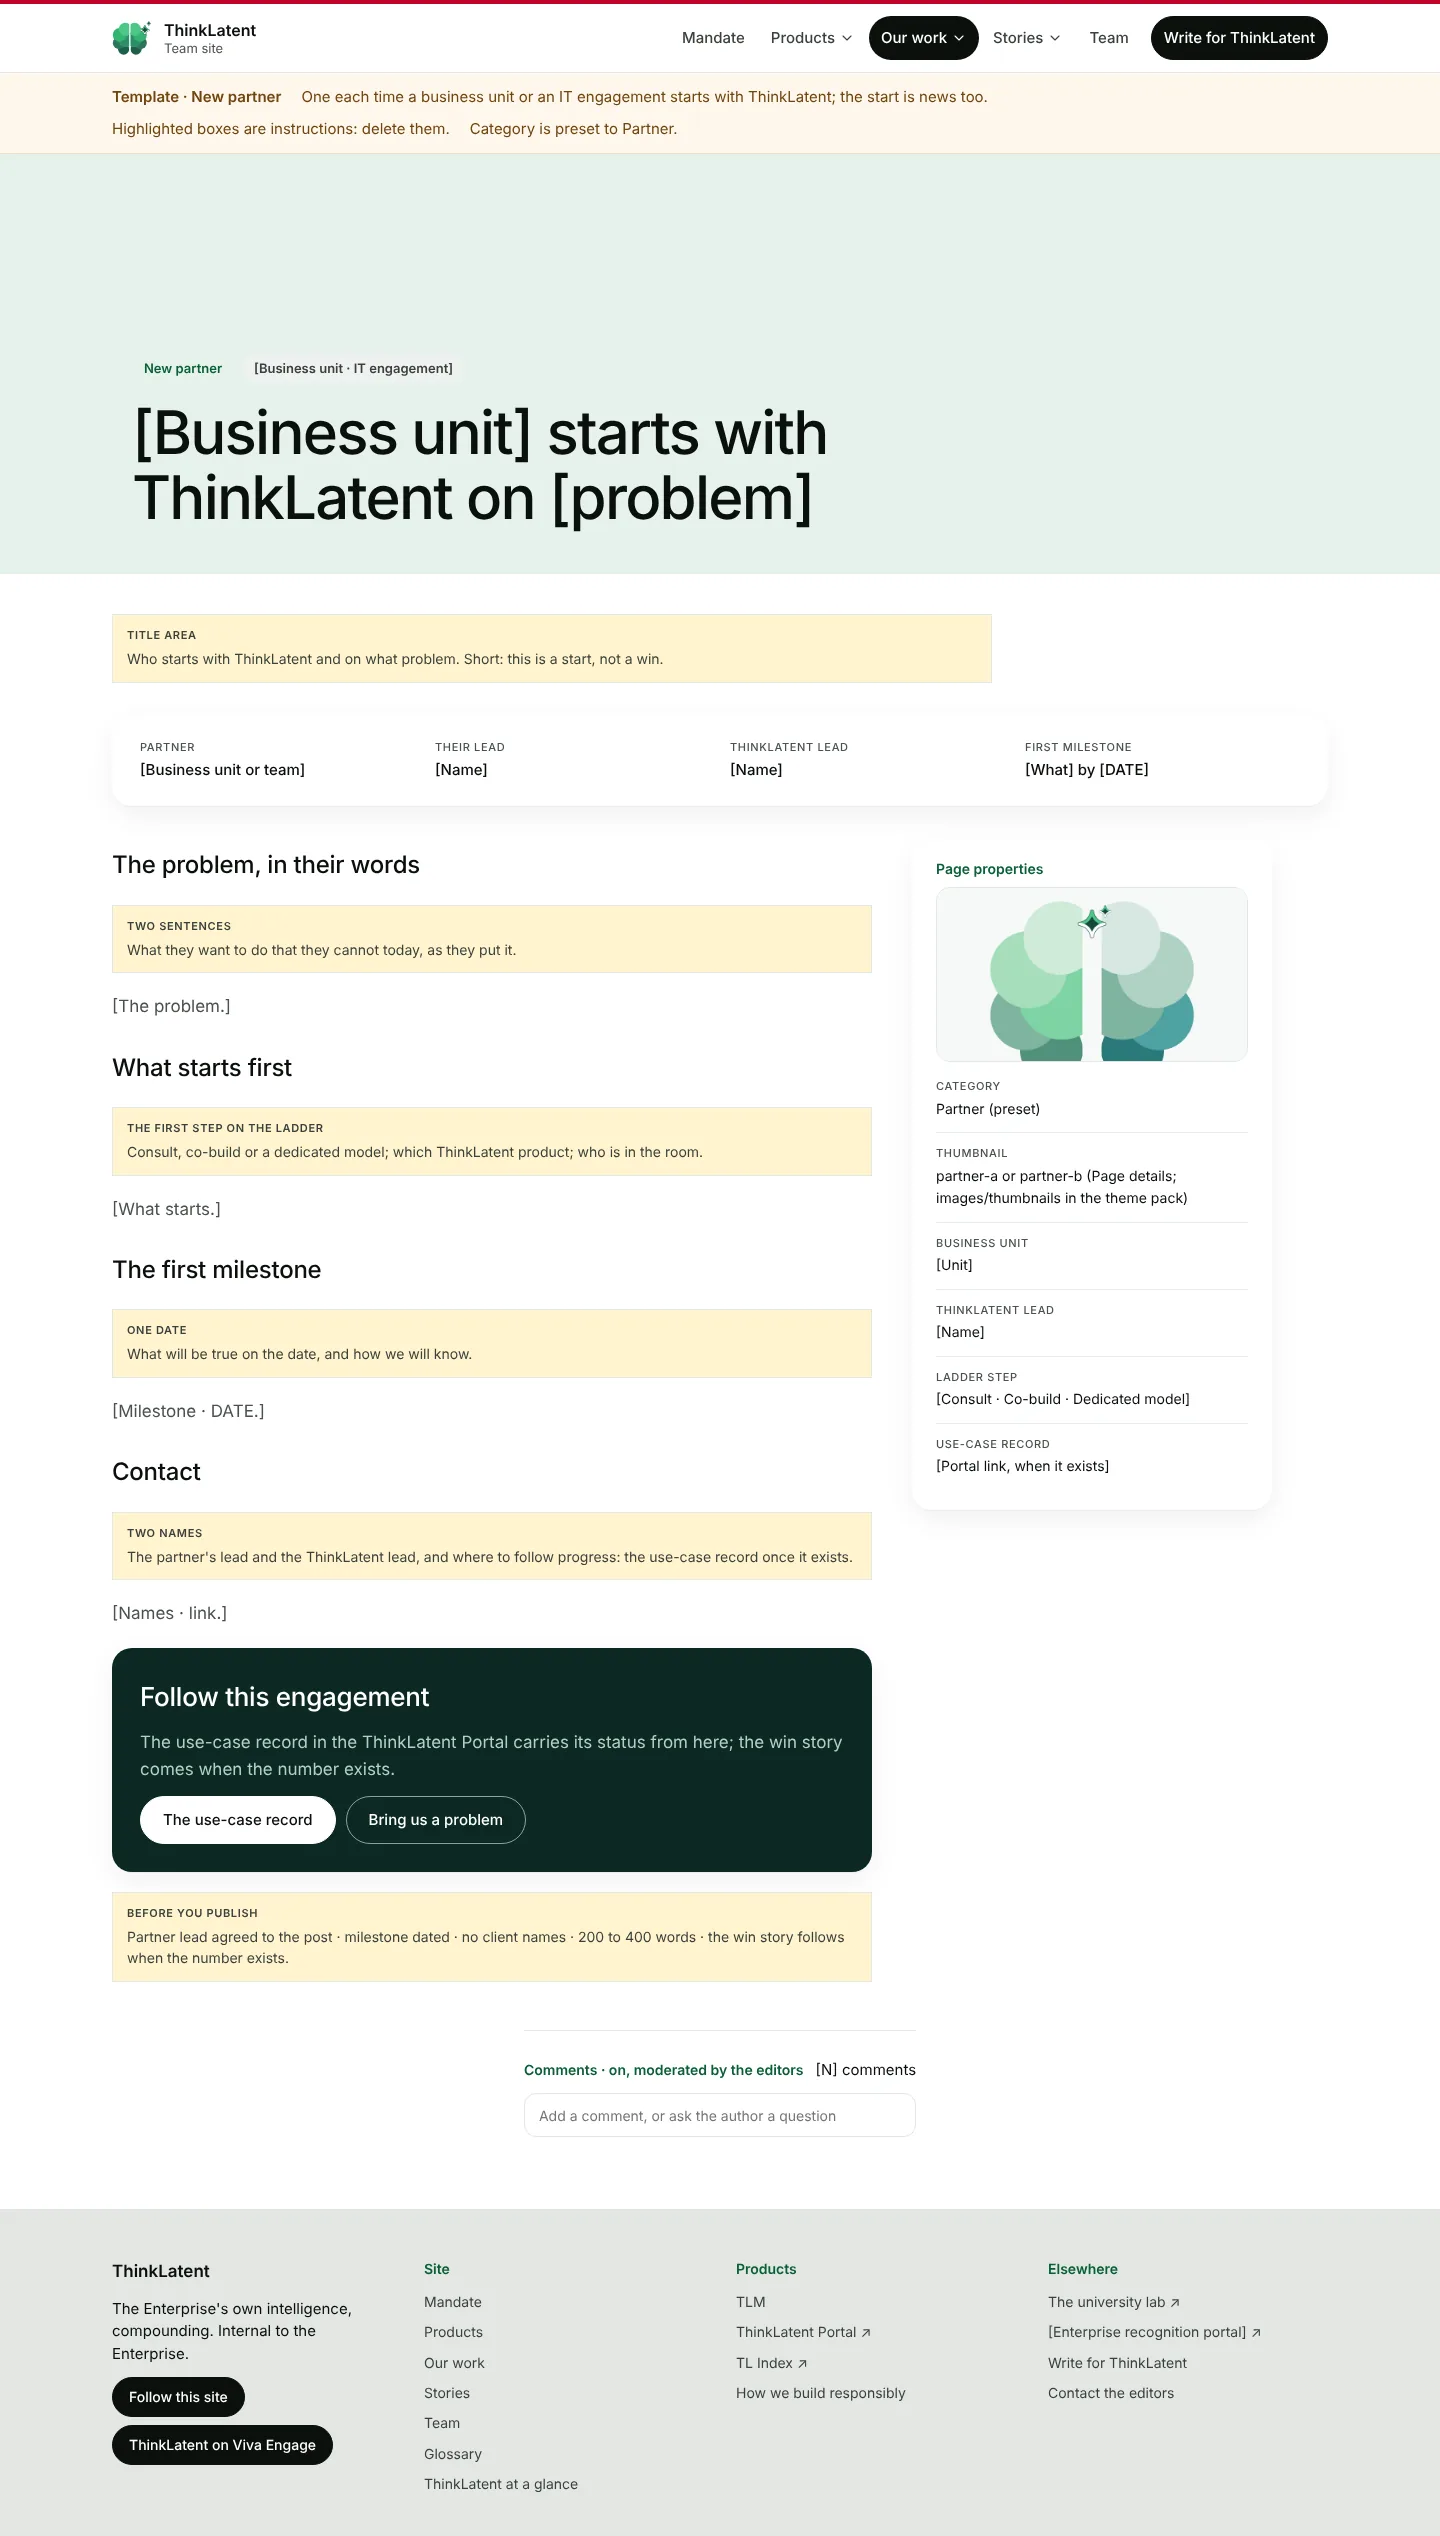 ThinkLatent
Team site
Mandate
Products
Our work
Stories
Team
Write for ThinkLatent
Template · New partner One each time a business unit or an IT engagement starts with ThinkLatent; the start is news too.
Highlighted boxes are instructions: delete them. Category is preset to Partner.
New partner [Business unit · IT engagement]
[Business unit] starts with
ThinkLatent on [problem]
TITLE AREA
Who starts with ThinkLatent and on what problem. Short: this is a start, not a win.
PARTNER
[Business unit or team]
THEIR LEAD
[Name]
THINKLATENT LEAD
[Name]
FIRST MILESTONE
[What] by [DATE]
The problem, in their words
TWO SENTENCES
What they want to do that they cannot today, as they put it.
[The problem.]
What starts first
THE FIRST STEP ON THE LADDER
Consult, co-build or a dedicated model; which ThinkLatent product; who is in the room.
[What starts.]
The first milestone
ONE DATE
What will be true on the date, and how we will know.
[Milestone · DATE.]
Contact
TWO NAMES
The partner's lead and the ThinkLatent lead, and where to follow progress: the use-case record once it exists.
[Names · link.]
Follow this engagement
The use-case record in the ThinkLatent Portal carries its status from here; the win story
comes when the number exists.
The use-case record
Bring us a problem
BEFORE YOU PUBLISH
Partner lead agreed to the post · milestone dated · no client names · 200 to 400 words · the win story follows
when the number exists.
Page properties
CATEGORY
Partner (preset)
THUMBNAIL
partner-a or partner-b (Page details;
images/thumbnails in the theme pack)
BUSINESS UNIT
[Unit]
THINKLATENT LEAD
[Name]
LADDER STEP
[Consult · Co-build · Dedicated model]
USE-CASE RECORD
[Portal link, when it exists]
Comments · on, moderated by the editors [N] comments
Add a comment, or ask the author a question
ThinkLatent
The Enterprise's own intelligence,
compounding. Internal to the
Enterprise.
Follow this site
ThinkLatent on Viva Engage
Site
Mandate
Products
Our work
Stories
Team
Glossary
ThinkLatent at a glance
Products
TLM
ThinkLatent Portal ↗
TL Index ↗
How we build responsibly
Elsewhere
The university lab ↗
[Enterprise recognition portal] ↗
Write for ThinkLatent
Contact the editors